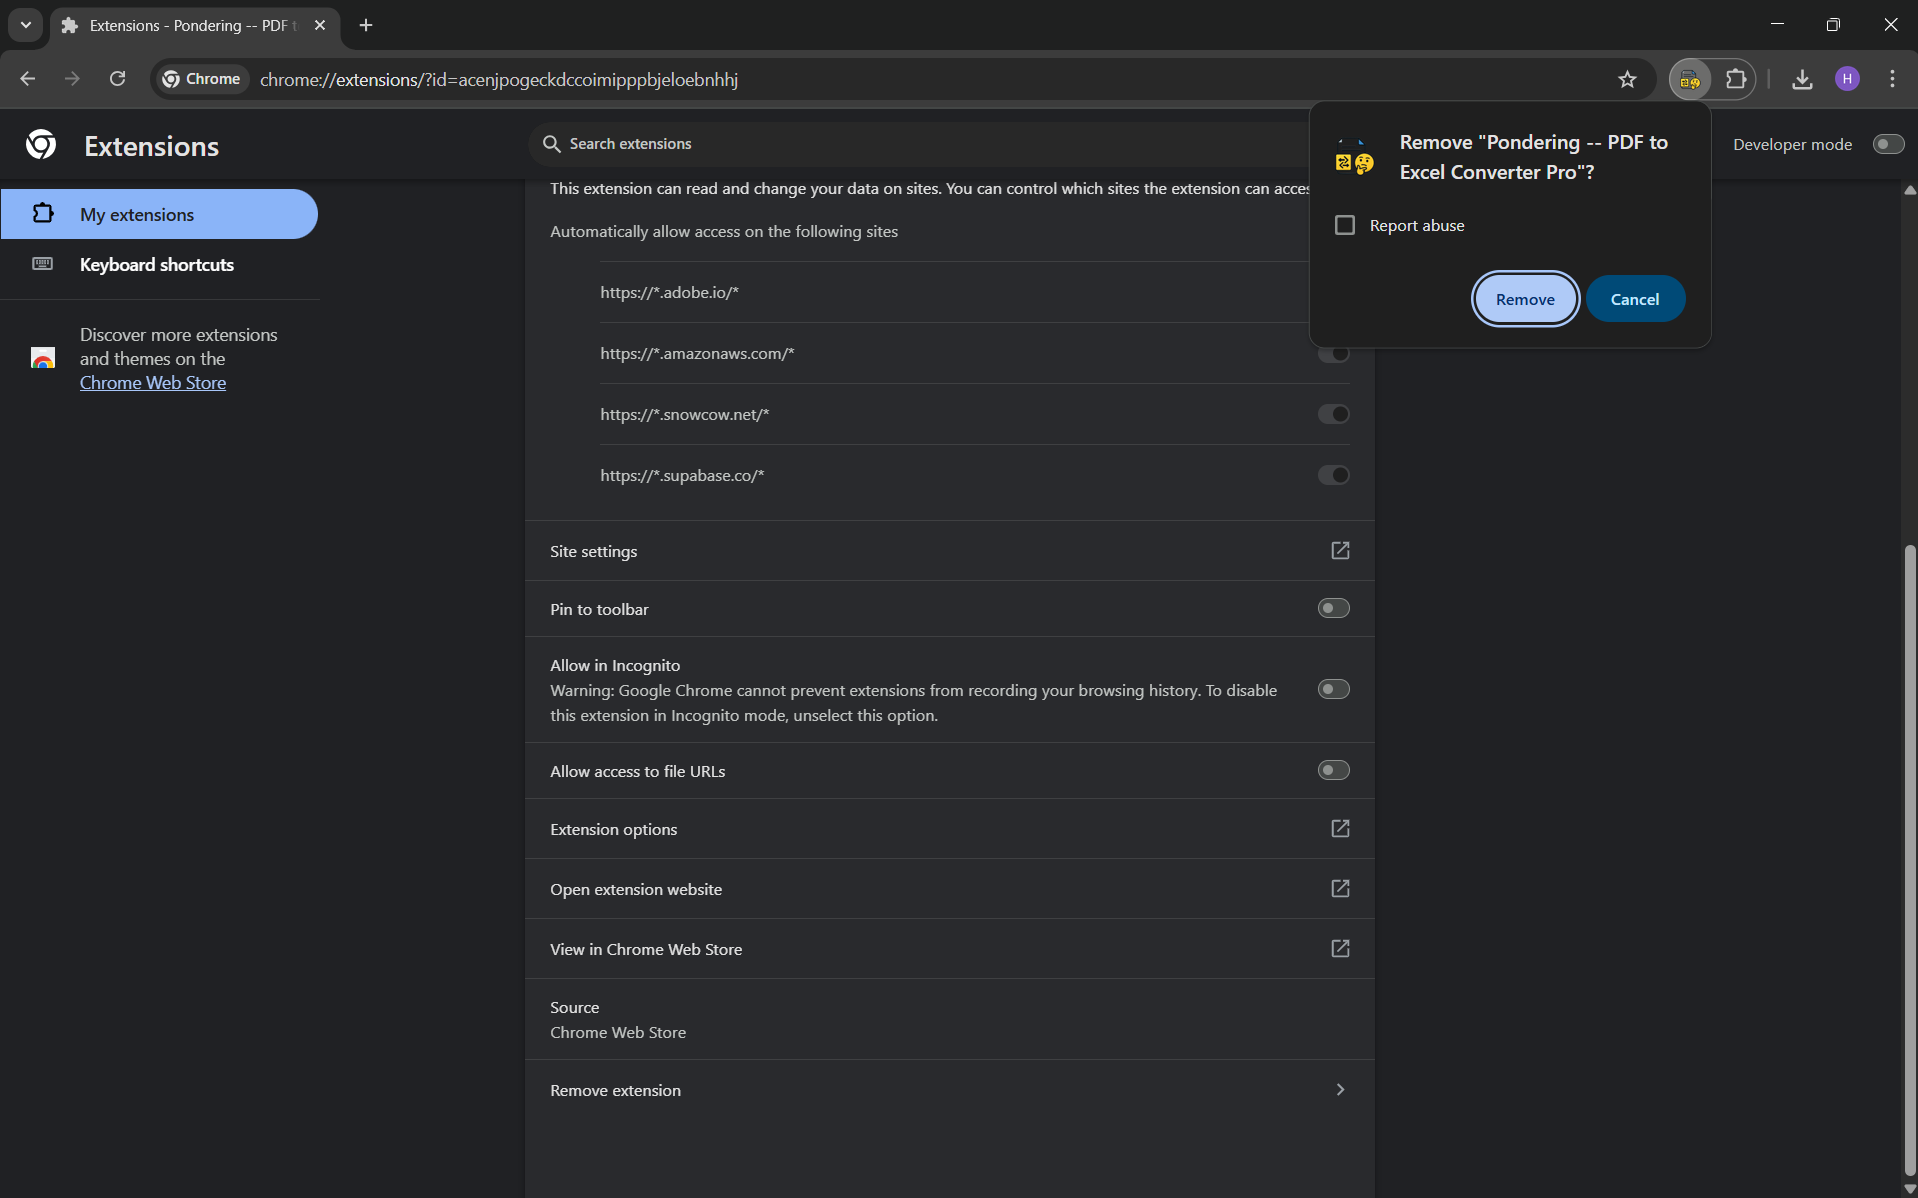 Extensions - Pondering -- PDF t
Chrome
chrome://extensions/?id=acenjpogeckdccoimipppbjeloebnhhj
H
Extensions
Search extensions
Developer mode
Remove "Pondering -- PDF to
Excel Converter Pro"?
Report abuse
Remove
Cancel
My extensions
Keyboard shortcuts
Discover more extensions
and themes on the
Chrome Web Store
This extension can read and change your data on sites. You can control which sites the extension can acces
Automatically allow access on the following sites
https://*.adobe.io/*
https://*.amazonaws.com/*
https://*.snowcow.net/*
https://*.supabase.co/*
Site settings
Pin to toolbar
Allow in Incognito
Warning: Google Chrome cannot prevent extensions from recording your browsing history. To disable
this extension in Incognito mode, unselect this option.
Allow access to file URLs
Extension options
Open extension website
View in Chrome Web Store
Source
Chrome Web Store
Remove extension